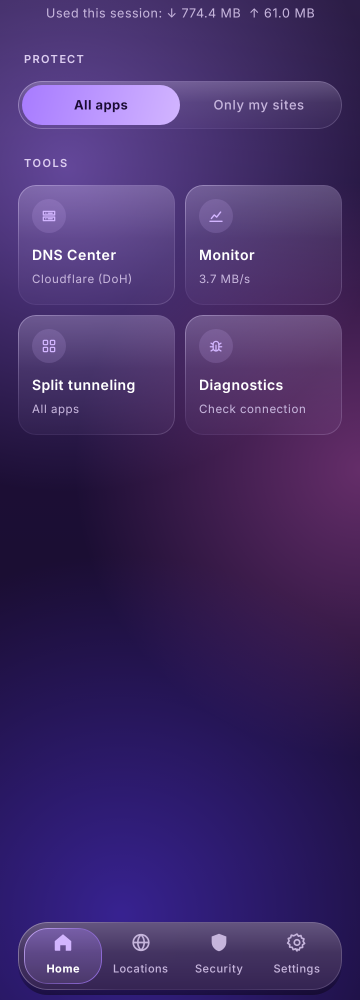 Used this session: ↓ 774.4 MB ↑ 61.0 MB
PROTECT
All apps
Only my sites
TOOLS
DNS Center
Cloudflare (DoH)
Monitor
3.7 MB/s
Split tunneling
All apps
Diagnostics
Check connection
Home
Locations
Security
Settings